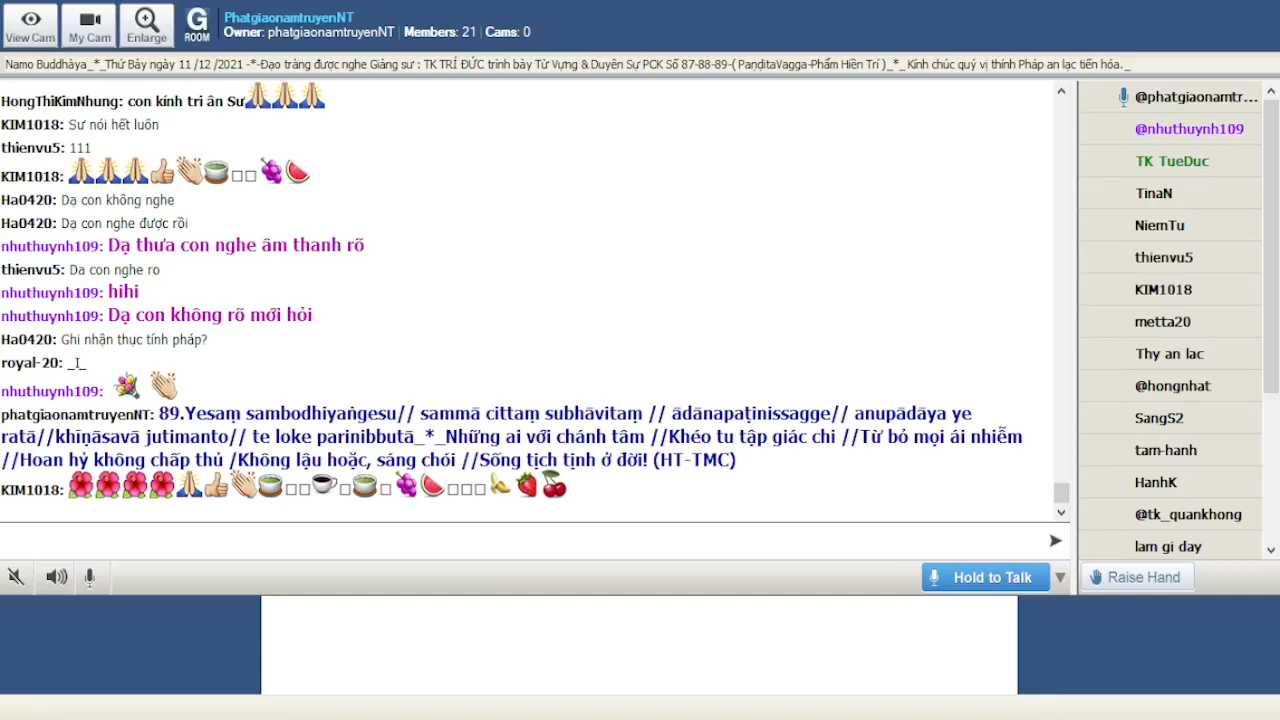 View Cam
My Cam
Enlarge
G
ROOM
PhatgiaonamtruyenNT
Owner: phatgiaonamtruyenNT | Members: 21 | Cams: 0
Namo Buddhàya_*_Thứ Bảy ngày 11 /12 /2021 -*-Đạo tràng được nghe Giảng sư : TK TRÍ ĐỨC trình bày Từ Vựng & Duyên Sự PCK Số 87-88-89-( PaṇḍitaVagga-Phẩm Hiền Trí )_*_ Kính chúc quý vị thính Pháp an lạc tiến hóa._
HongThiKimNhung: con kính tri ân Sư🙏🙏🙏
KIM1018: Sư nói hết luôn
thienvu5: 111
KIM1018: 🙏🙏🙏👍👏🍵□□🍇🍉
Ha0420: Dạ con không nghe
Ha0420: Dạ con nghe được rồi
nhuthuynh109: Dạ thưa con nghe âm thanh rõ
thienvu5: Da con nghe ro
nhuthuynh109: hihi
nhuthuynh109: Dạ con không rõ mới hỏi
Ha0420: Ghi nhận thục tính pháp?
royal-20: _I_
nhuthuynh109: 💐 👏
phatgiaonamtruyenNT: 89.Yesaṃ sambodhiyaṅgesu// sammā cittaṃ subhāvitaṃ // ādānapaṭinissagge// anupādāya ye
ratā//khīṇāsavā jutimanto// te loke parinibbutā_*_Những ai với chánh tâm //Khéo tu tập giác chi //Từ bỏ mọi ái nhiễm
//Hoan hỷ không chấp thủ /Không lậu hoặc, sáng chói //Sống tịch tịnh ở đời! (HT-TMC)
KIM1018: 🌺🌺🌺🌺🙏👍👏🍵□□☕□🍵□🍇🍉□□□🍌🍓🍒
Hold to Talk
@phatgiaonamtr...
@nhuthuynh109
TK TueDuc
TinaN
NiemTu
thienvu5
KIM1018
metta20
Thy an lac
@hongnhat
SangS2
tam-hanh
HanhK
@tk_quankhong
lam gi day
Raise Hand